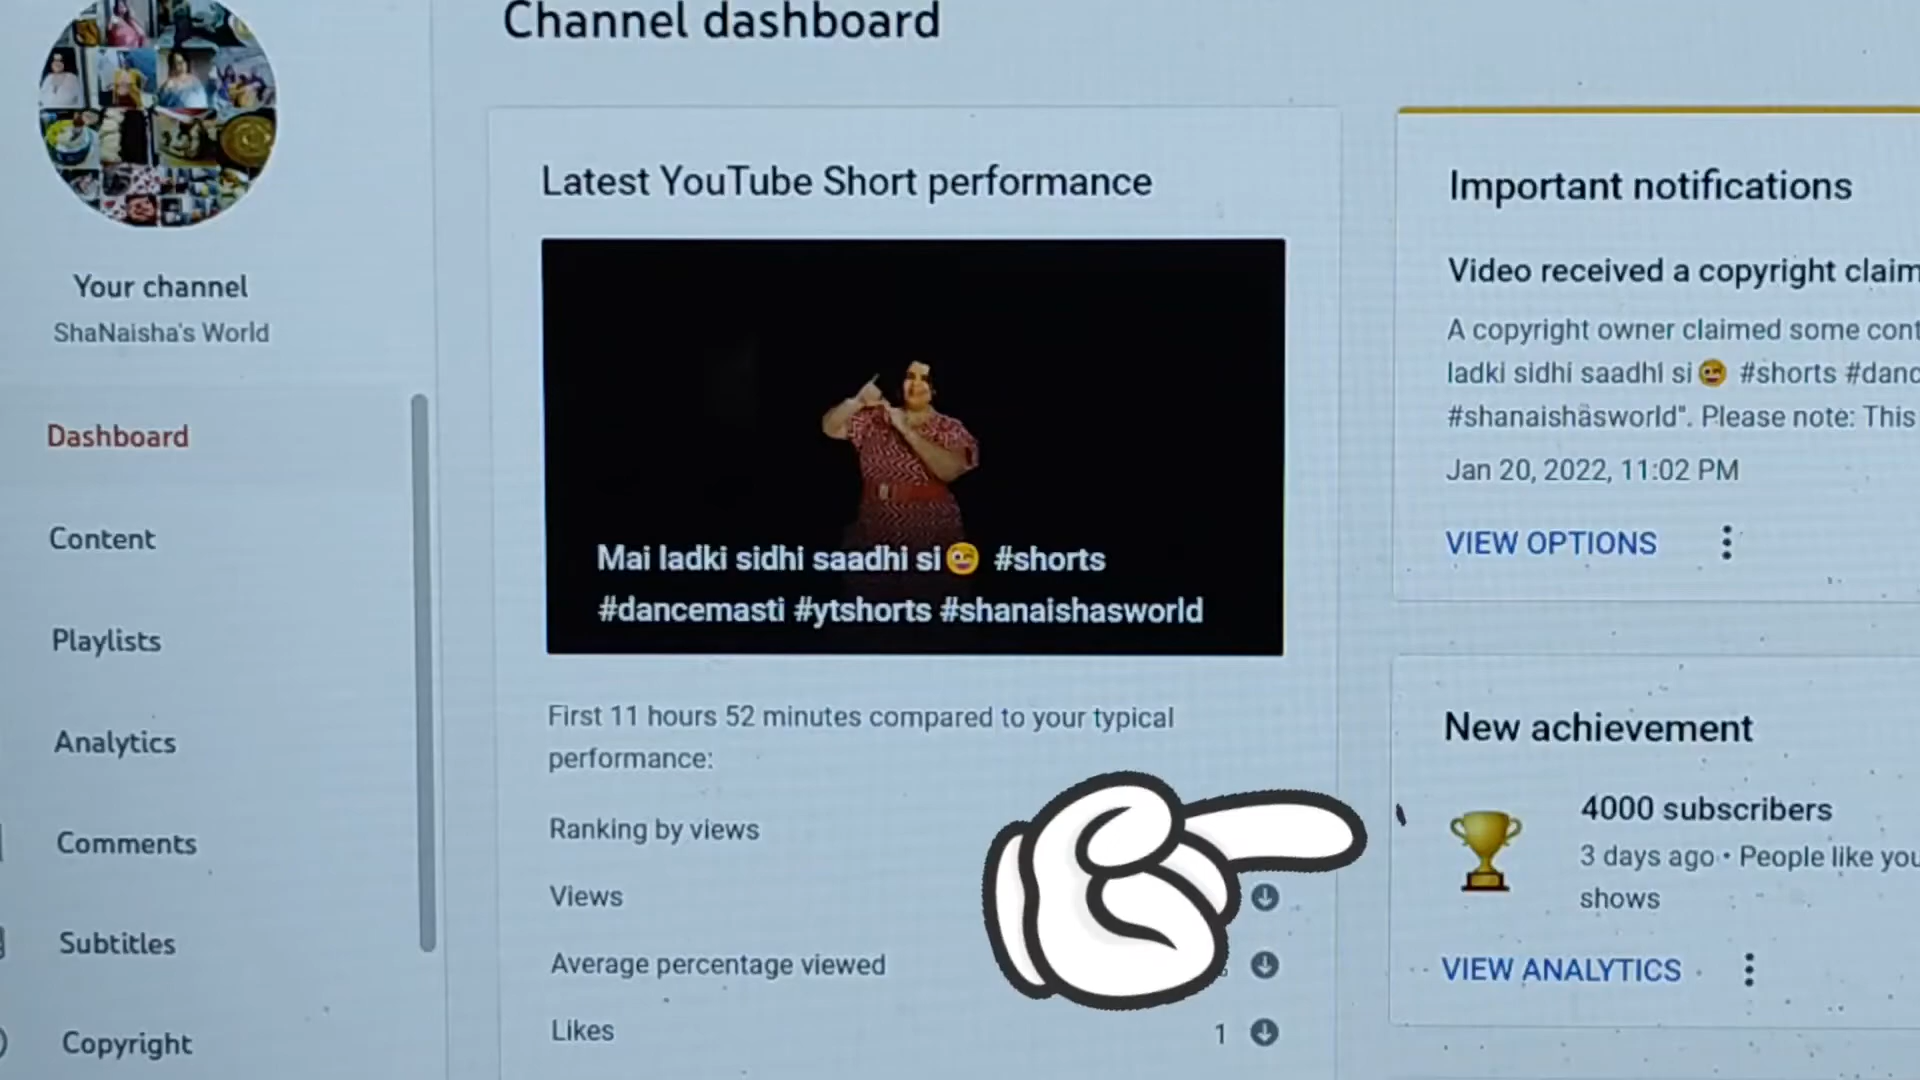 Channel dashboard
Your channel
ShaNaisha's World
Dashboard
Content
Playlists
Analytics
Comments
Subtitles
Copyright
Latest YouTube Short performance
Mai ladki sidhi saadhi si😜 #shorts
#dancemasti #ytshorts #shanaishasworld
First 11 hours 52 minutes compared to your typical
performance:
Ranking by views
Views
Average percentage viewed
Likes 1
Important notifications
Video received a copyright claim
A copyright owner claimed some cont
ladki sidhi saadhi si😜 #shorts #danc
#shanaishasworld". Please note: This
Jan 20, 2022, 11:02 PM
VIEW OPTIONS
New achievement
4000 subscribers
3 days ago • People like you
shows
VIEW ANALYTICS